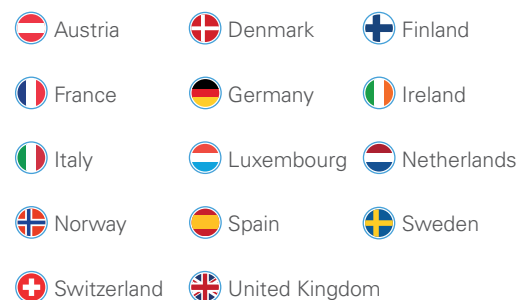 Austria Denmark Finland
France Germany Ireland
Italy Luxembourg Netherlands
Norway Spain Sweden
Switzerland United Kingdom